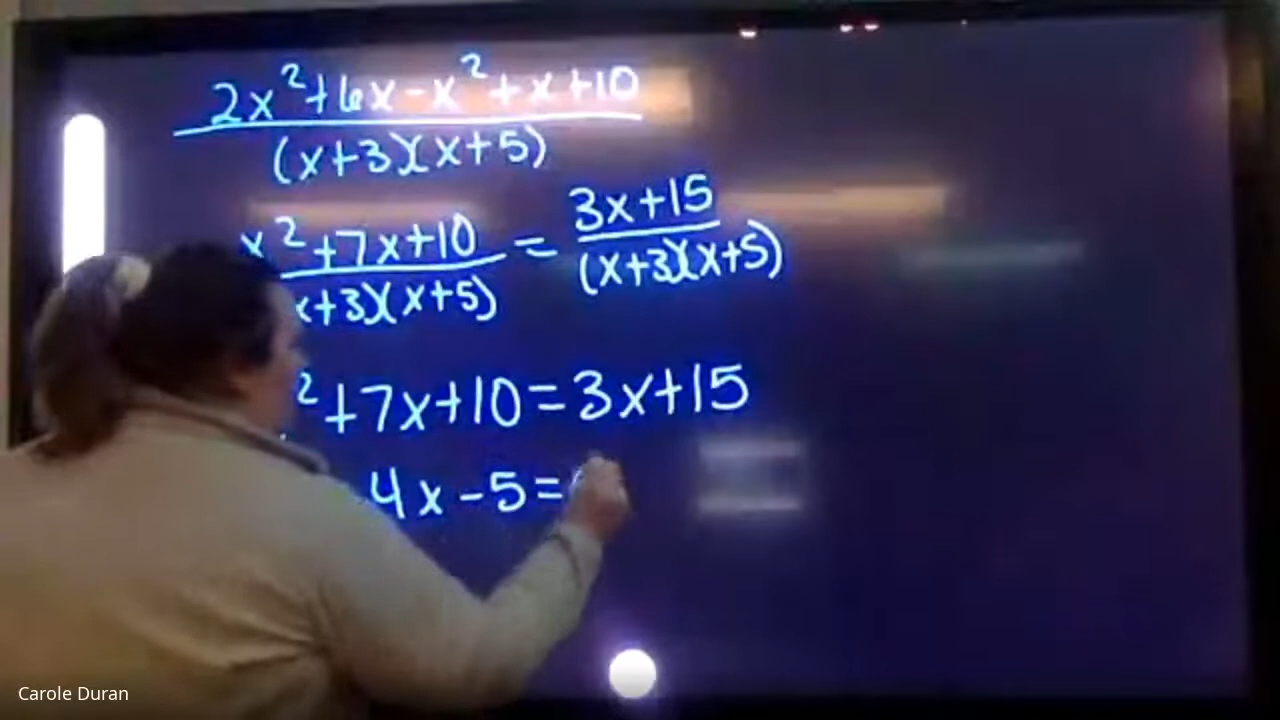 2x²+6x-x²+x+10
(x+3)(x+5)
x²+7x+10 = 3x+15
x+3)(x+5) (x+3)(x+5)
²+7x+10=3x+15
4x-5=
Carole Duran